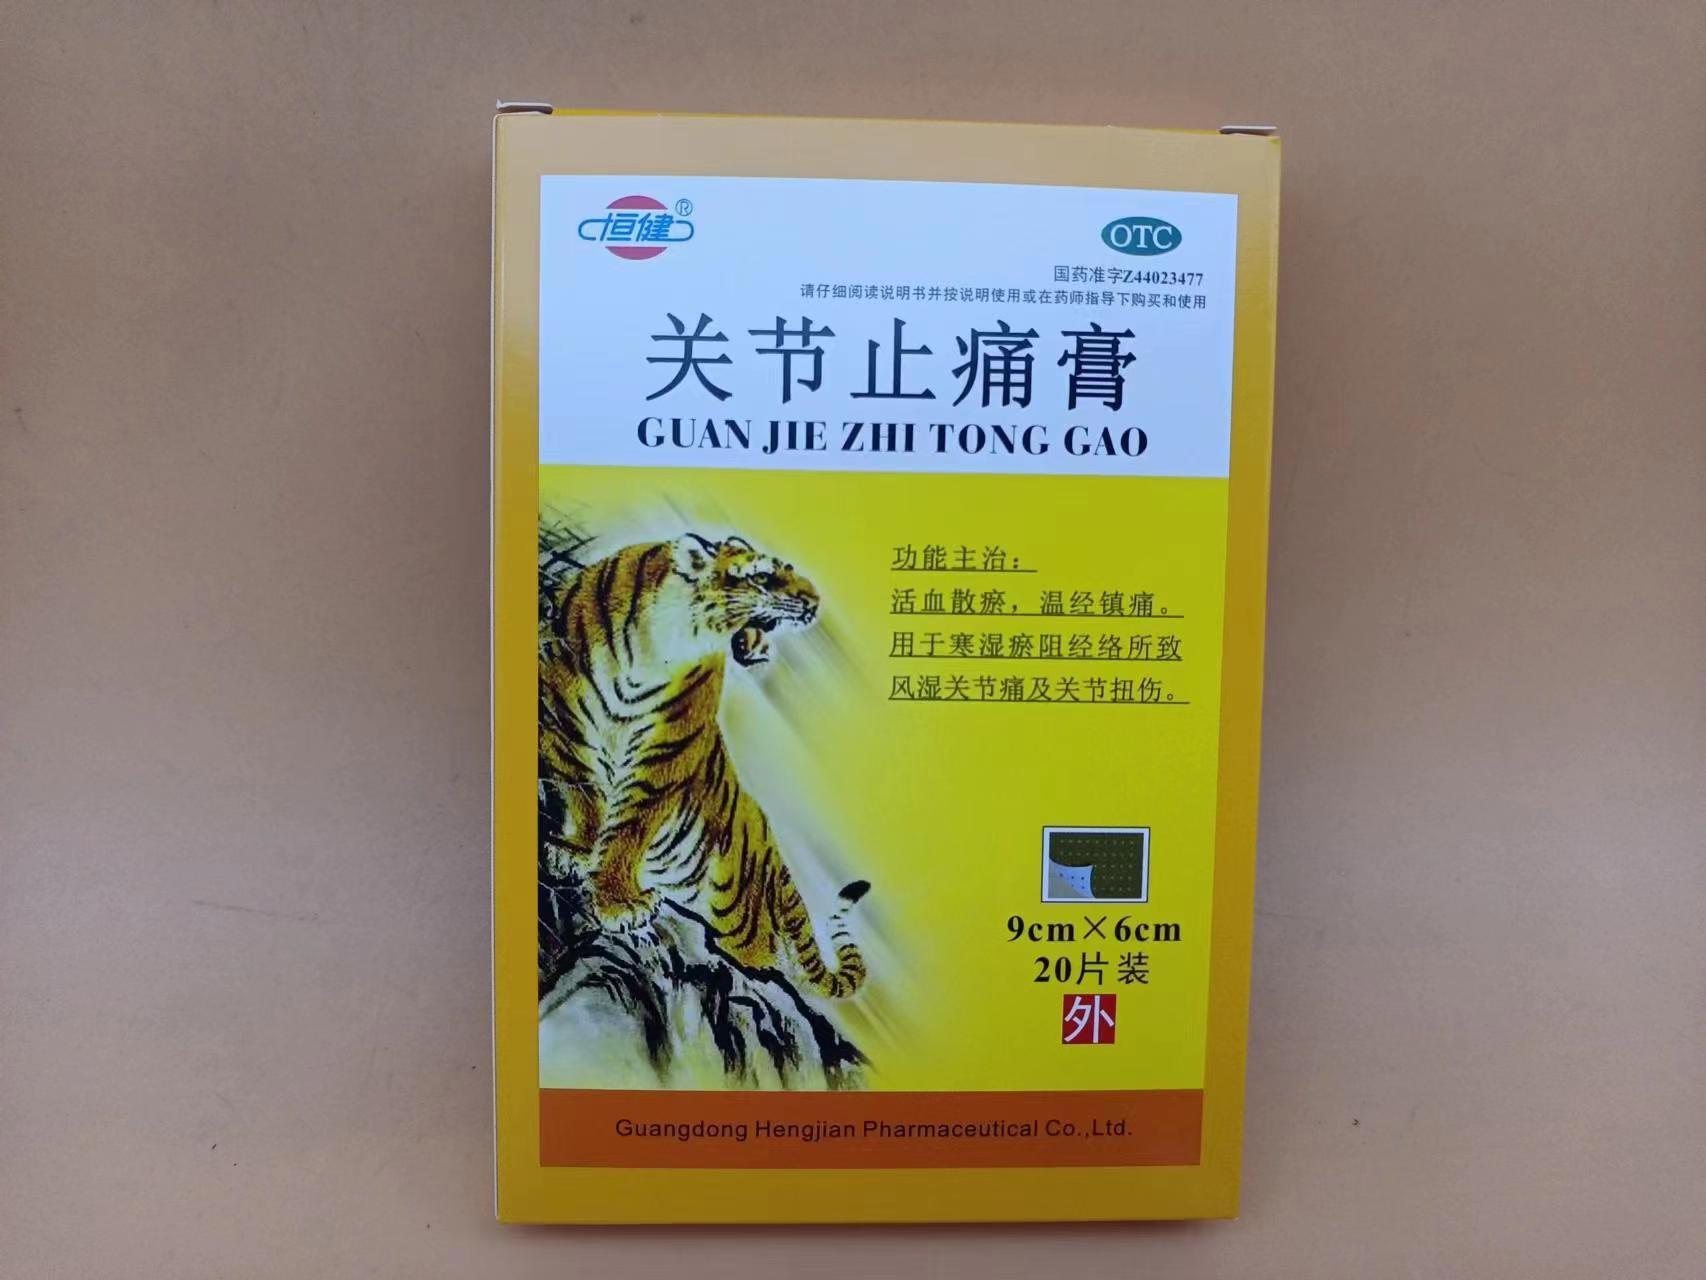 恒健®
OTC
国药准字Z44023477
请仔细阅读说明书并按说明使用或在药师指导下购买和使用
关节止痛膏
GUAN JIE ZHI TONG GAO
功能主治：
活血散瘀，温经镇痛。
用于寒湿瘀阻经络所致
风湿关节痛及关节扭伤。
9cm×6cm
20片装
外
Guangdong Hengjian Pharmaceutical Co.,Ltd.